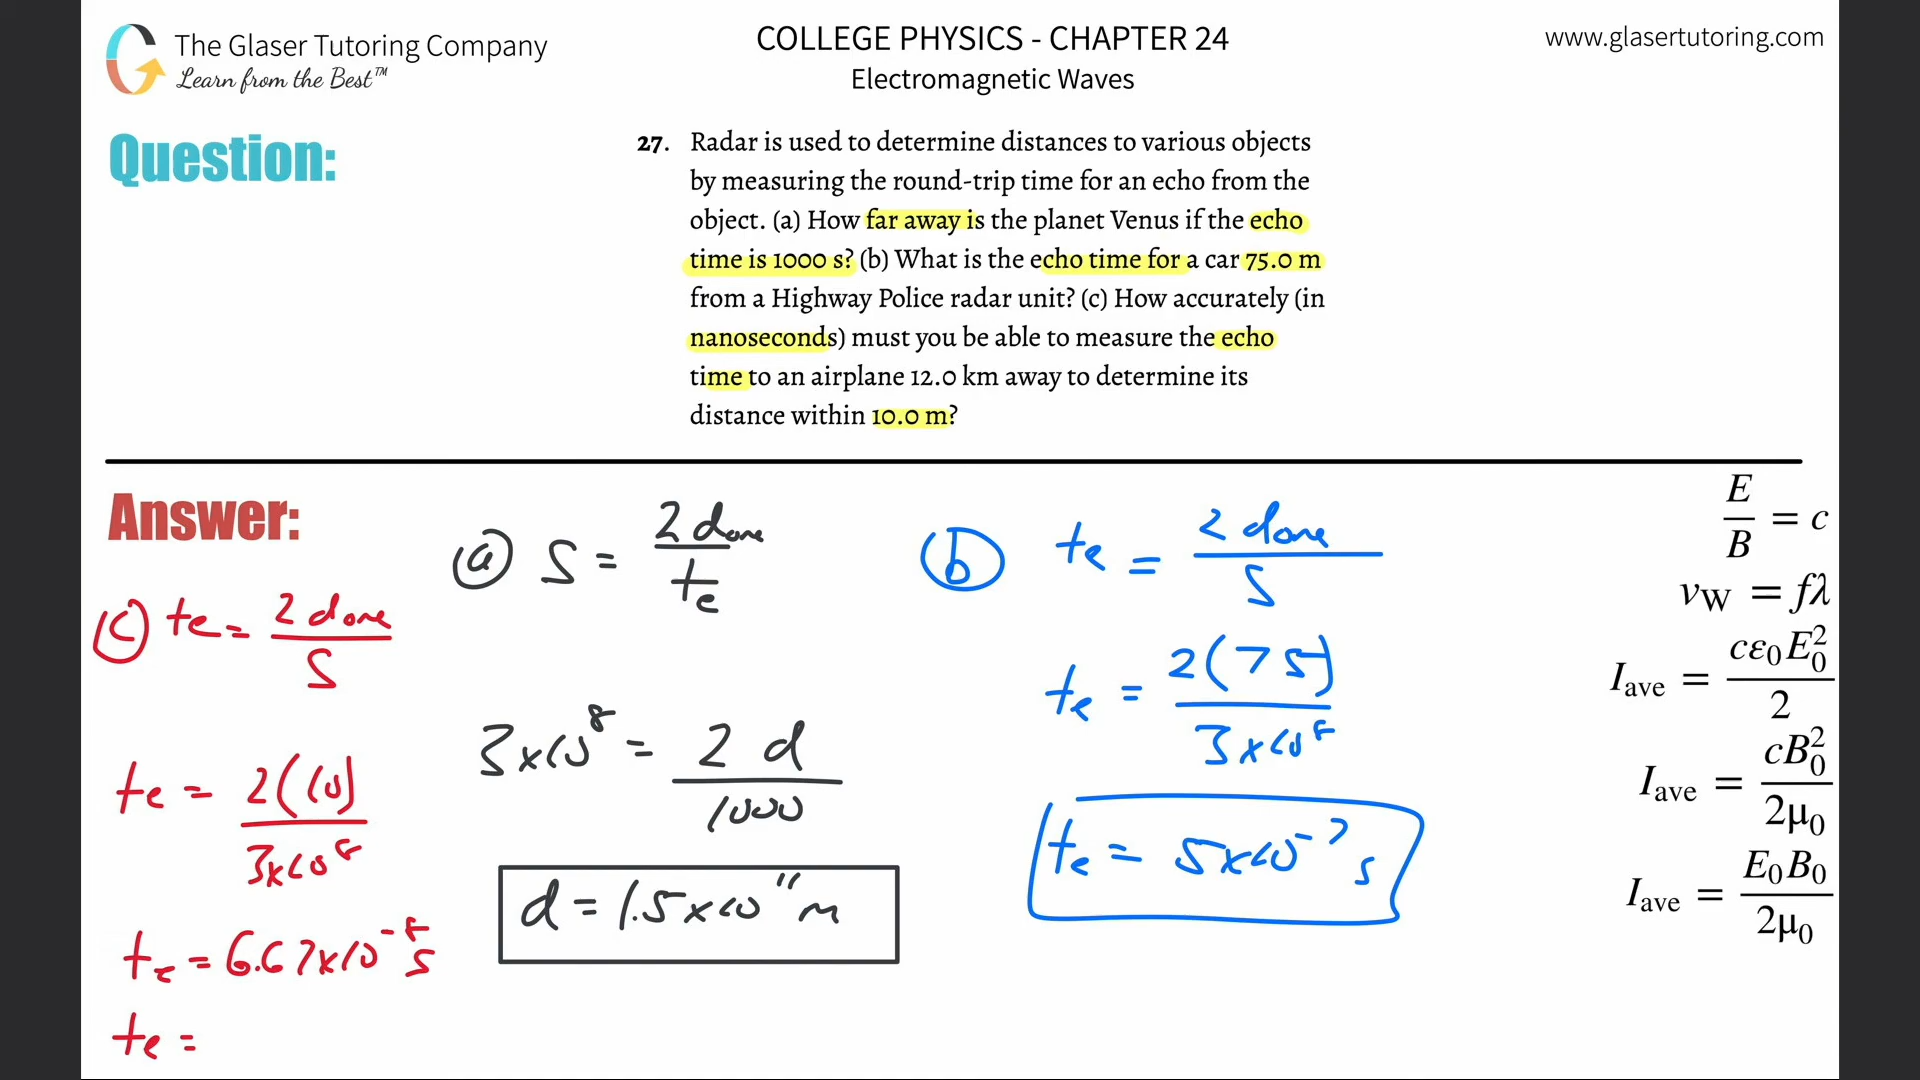 The Glaser Tutoring Company
Learn from the Best™
COLLEGE PHYSICS - CHAPTER 24
Electromagnetic Waves
www.glasertutoring.com
Question:
27. Radar is used to determine distances to various objects
by measuring the round-trip time for an echo from the
object. (a) How far away is the planet Venus if the echo
time is 1000 s? (b) What is the echo time for a car 75.0 m
from a Highway Police radar unit? (c) How accurately (in
nanoseconds) must you be able to measure the echo
time to an airplane 12.0 km away to determine its
distance within 10.0 m?
Answer:
(a) S = 2 d_one / t_e
3x10^8 = 2 d / 1000
d = 1.5x10^11 m
(b) t_e = 2 d_one / S
t_e = 2(75) / 3x10^8
t_e = 5x10^-7 s
(c) t_e = 2 d_one / S
t_e = 2(10) / 3x10^8
t_e = 6.67x10^-8 s
t_e =
E / B = c
v_W = fλ
I_ave = cε₀E₀² / 2
I_ave = cB₀² / 2μ₀
I_ave = E₀B₀ / 2μ₀